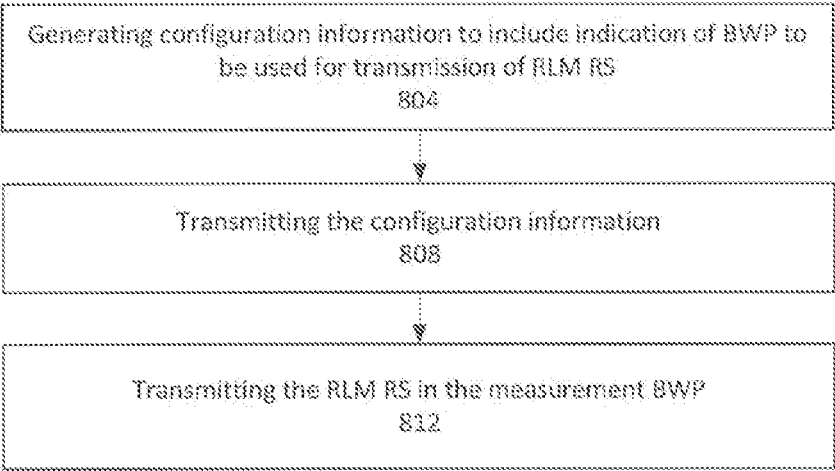 Generating configuration information to include indication of BWP to
be used for transmission of RLM RS
804
Transmitting the configuration information
808
Transmitting the RLM RS in the measurement BWP
812